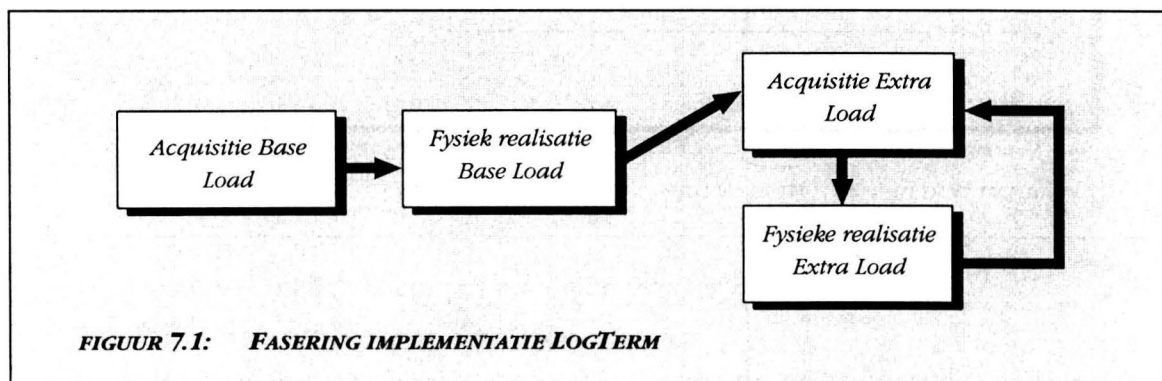 Acquisitie Base
Load
Fysiek realisatie
Base Load
Acquisitie Extra
Load
Fysieke realisatie
Extra Load
FIGUUR 7.1: FASERING IMPLEMENTATIE LOGTERM